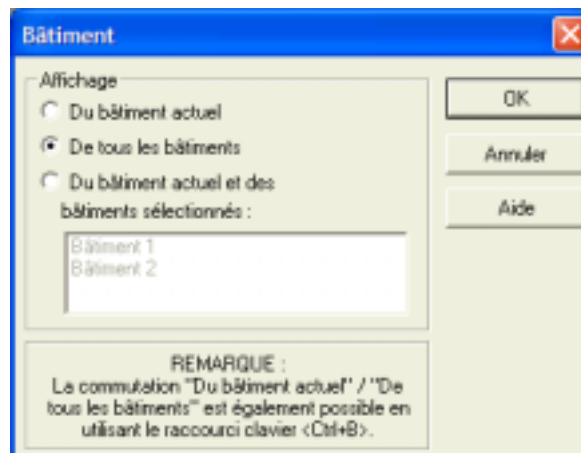 Bâtiment
Affichage
Du bâtiment actuel
OK
De tous les bâtiments
Annuler
Du bâtiment actuel et des
bâtiments sélectionnés :
Aide
Bâtiment 1
Bâtiment 2
REMARQUE :
La commutation "Du bâtiment actuel" / "De
tous les bâtiments" est également possible en
utilisant le raccourci clavier <Ctrl+B>.